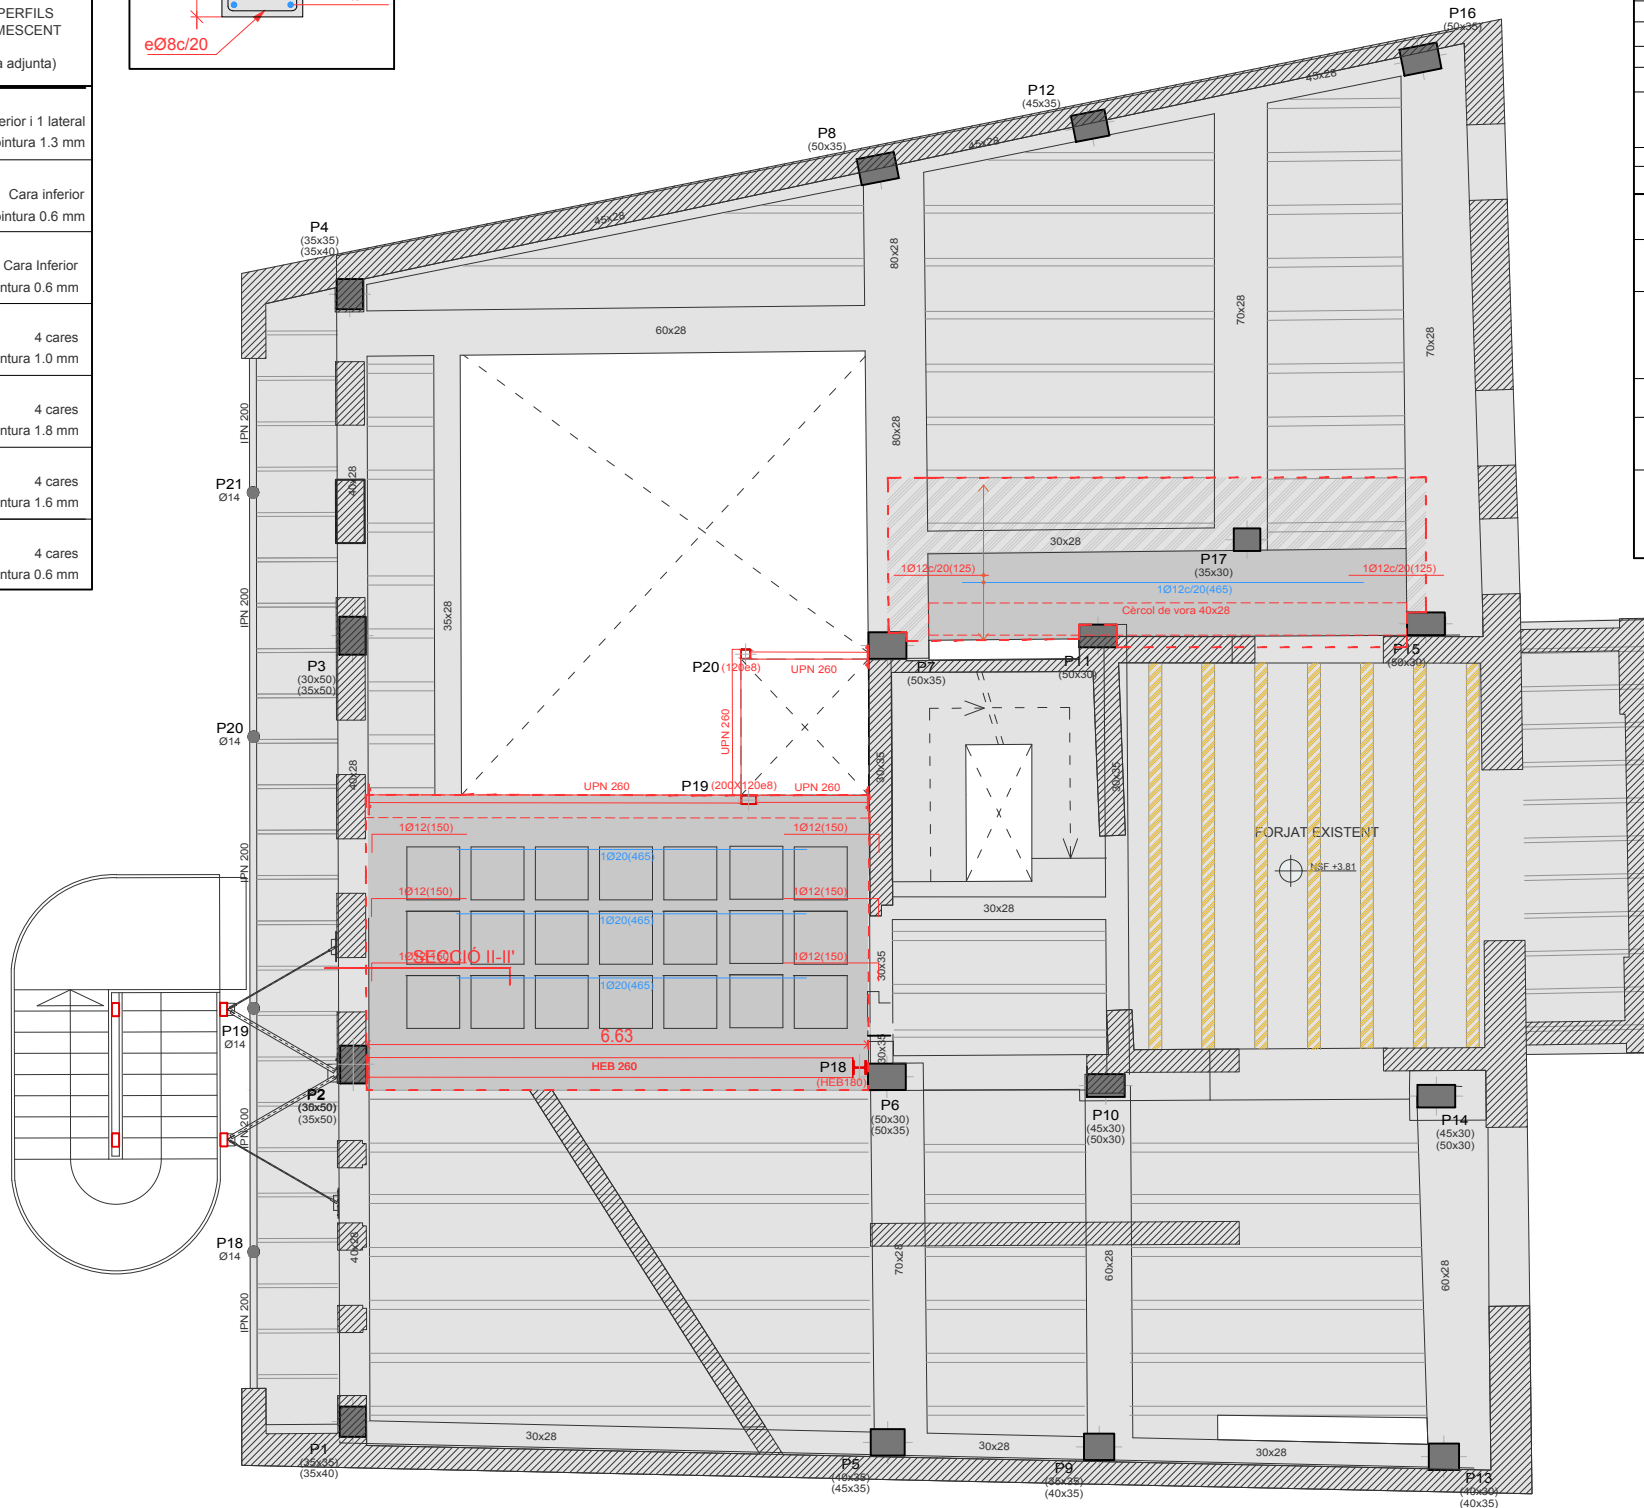 PERFILS
MESCENT
a adjunta)
erior i 1 lateral
ointura 1.3 mm
Cara inferior
ointura 0.6 mm
Cara Inferior
ntura 0.6 mm
4 cares
ntura 1.0 mm
4 cares
ntura 1.8 mm
4 cares
ntura 1.6 mm
4 cares
ntura 0.6 mm
eØ8c/20
P16
(50x35)
45x28
P12
(45x35)
45x28
P8
(50x35)
45x28
P4
(35x35)
(35x40)
80x28
70x28
70x28
60x28
IPN 200
80x28
40x28
P21
Ø14
30x28
P17
(35x30)
1Ø12c/20(125)
1Ø12c/20(125)
1Ø12c/20(465)
Cèrcol de vora 40x28
IPN 200
35x28
P3
(30x50)
(35x50)
P20
(120e8)
UPN 260
P7
(50x35)
P11
(50x30)
P15
(50x30)
P20
Ø14
UPN 260
40x28
30x35
30x35
UPN 260
P19
(200X120e8)
UPN 260
1Ø12(150)
1Ø12(150)
1Ø20(465)
FORJAT EXISTENT
NSF +3.81
IPN 200
1Ø12(150)
1Ø12(150)
1Ø20(465)
30x28
SECCIÓ II-II'
1Ø12(150)
1Ø12(150)
1Ø20(465)
30x35
P19
Ø14
6.63
30x35
HEB 260
P18
(HEB180)
P2
(30x50)
(35x50)
IPN 200
P6
(50x30)
(50x35)
P10
(45x30)
(50x30)
P14
(45x30)
(50x30)
P18
Ø14
40x28
70x28
60x28
60x28
IPN 200
30x28
30x28
30x28
P1
(35x35)
(35x40)
P5
(40x35)
(45x35)
P9
(35x35)
(40x35)
P13
(40x30)
(40x35)